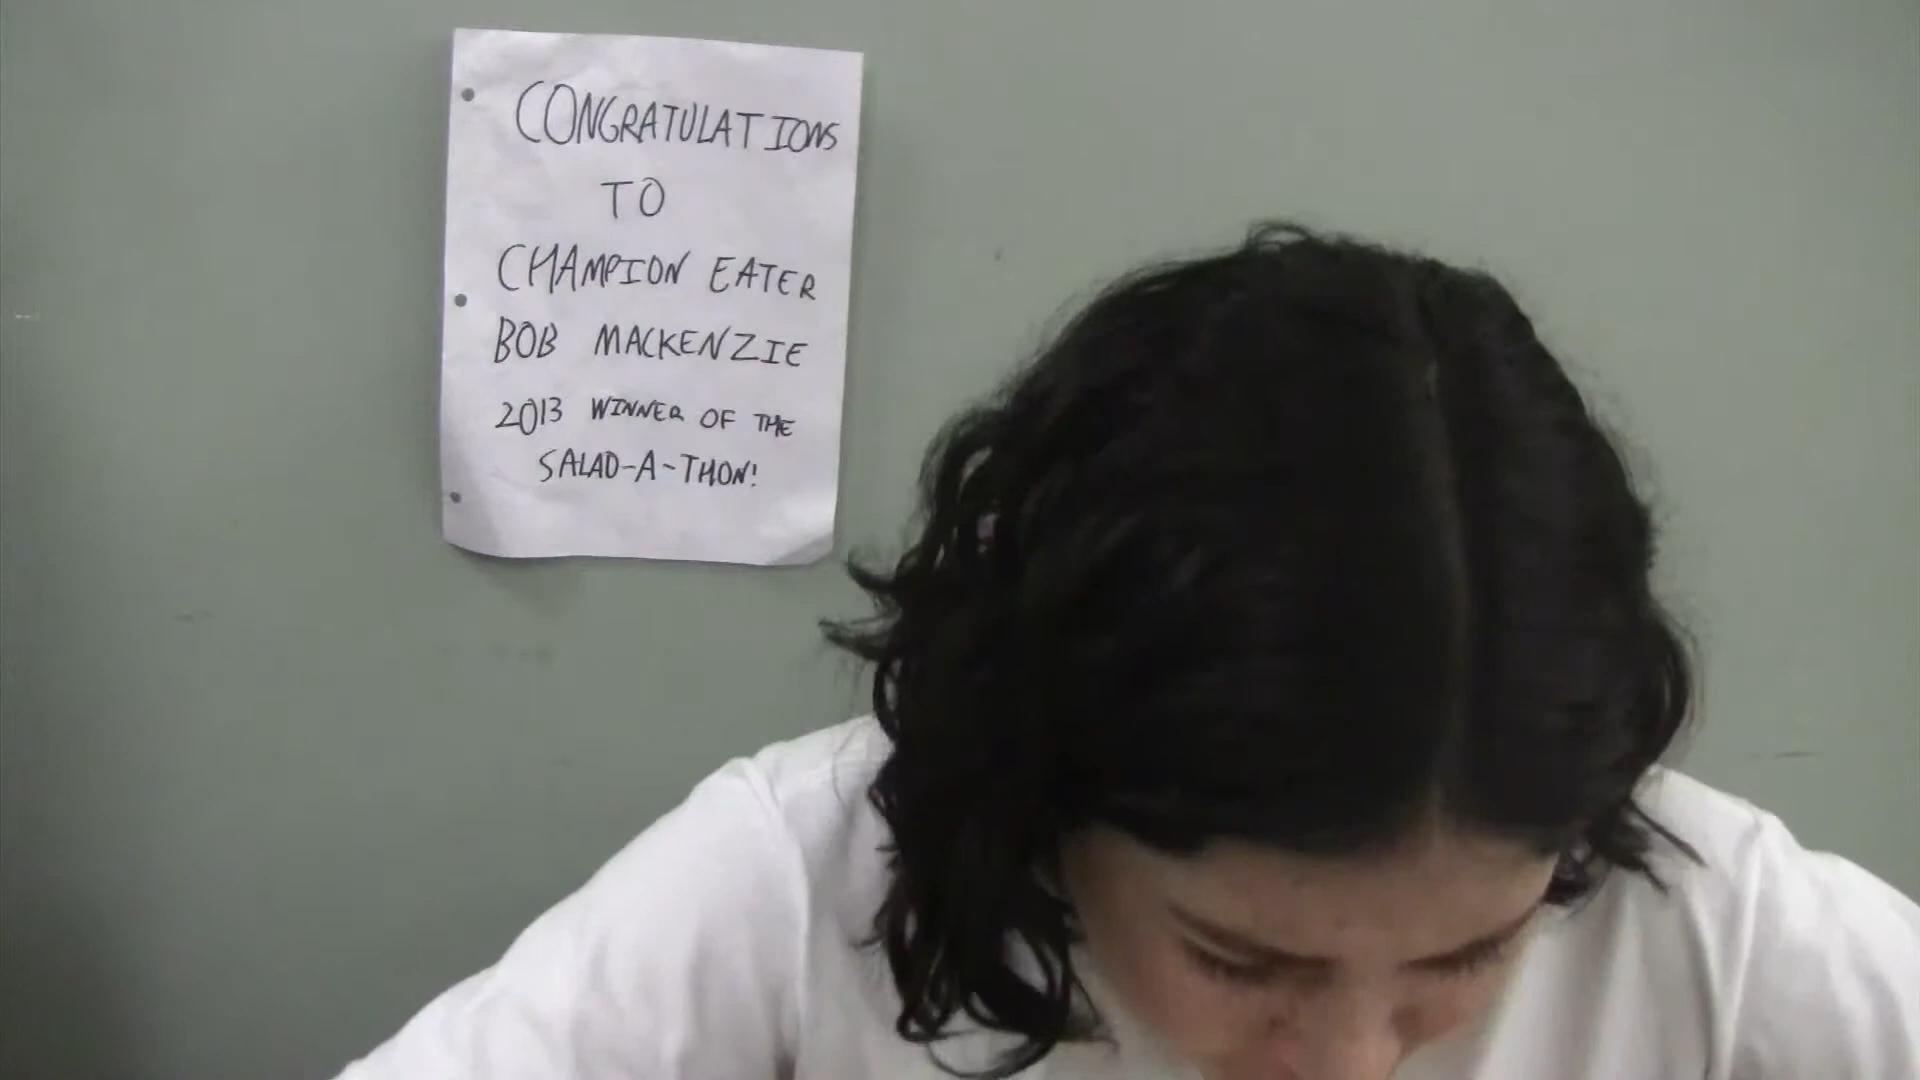 CONGRATULATIONS
TO
CHAMPION EATER
BOB MACKENZIE
2013 WINNER OF THE
SALAD-A-THON!